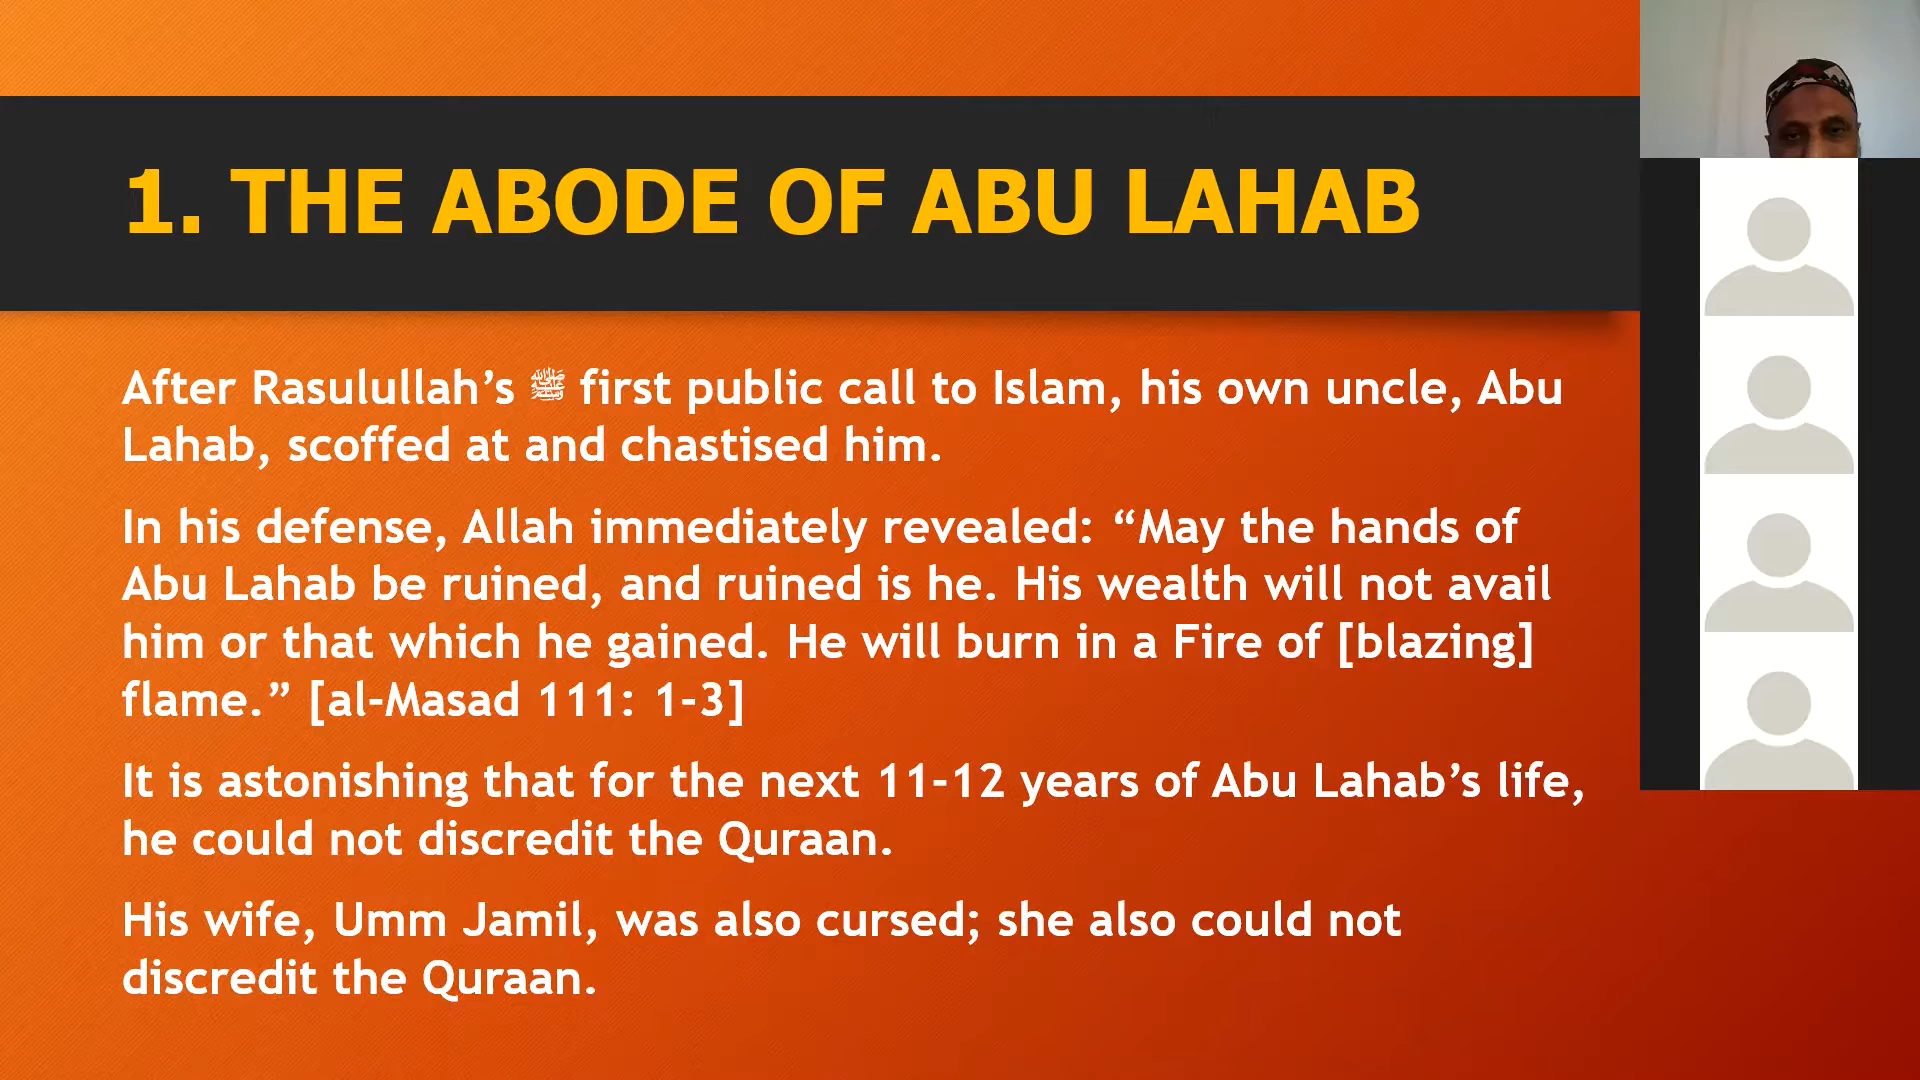 1. THE ABODE OF ABU LAHAB
After Rasulullah’s ﷺ first public call to Islam, his own uncle, Abu
Lahab, scoffed at and chastised him.
In his defense, Allah immediately revealed: “May the hands of
Abu Lahab be ruined, and ruined is he. His wealth will not avail
him or that which he gained. He will burn in a Fire of [blazing]
flame.” [al-Masad 111: 1-3]
It is astonishing that for the next 11-12 years of Abu Lahab’s life,
he could not discredit the Quraan.
His wife, Umm Jamil, was also cursed; she also could not
discredit the Quraan.